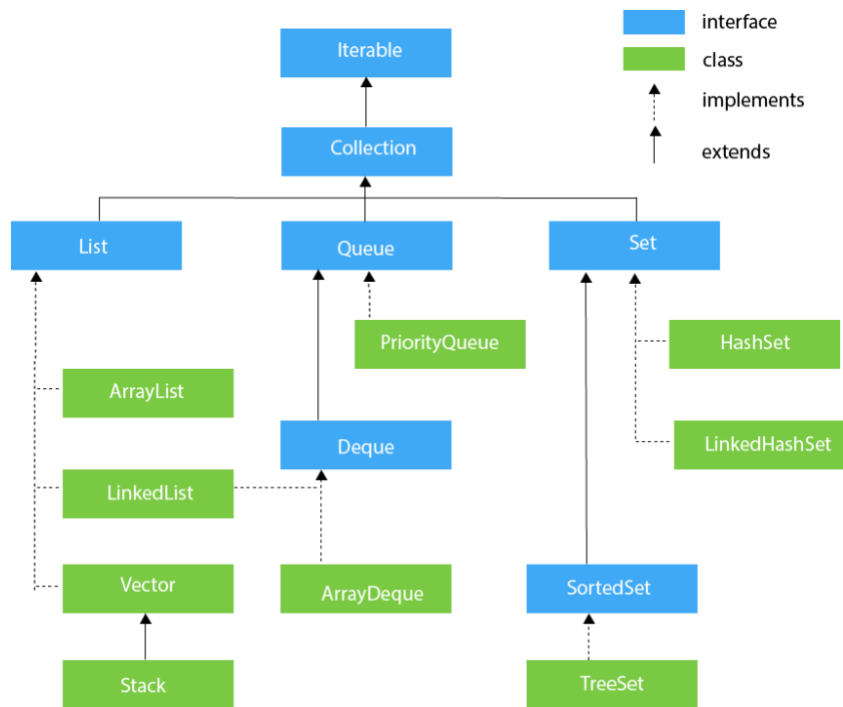 interface
Iterable
class
implements
Collection
extends
List
Queue
Set
PriorityQueue
HashSet
ArrayList
Deque
LinkedHashSet
LinkedList
Vector
ArrayDeque
SortedSet
Stack
TreeSet